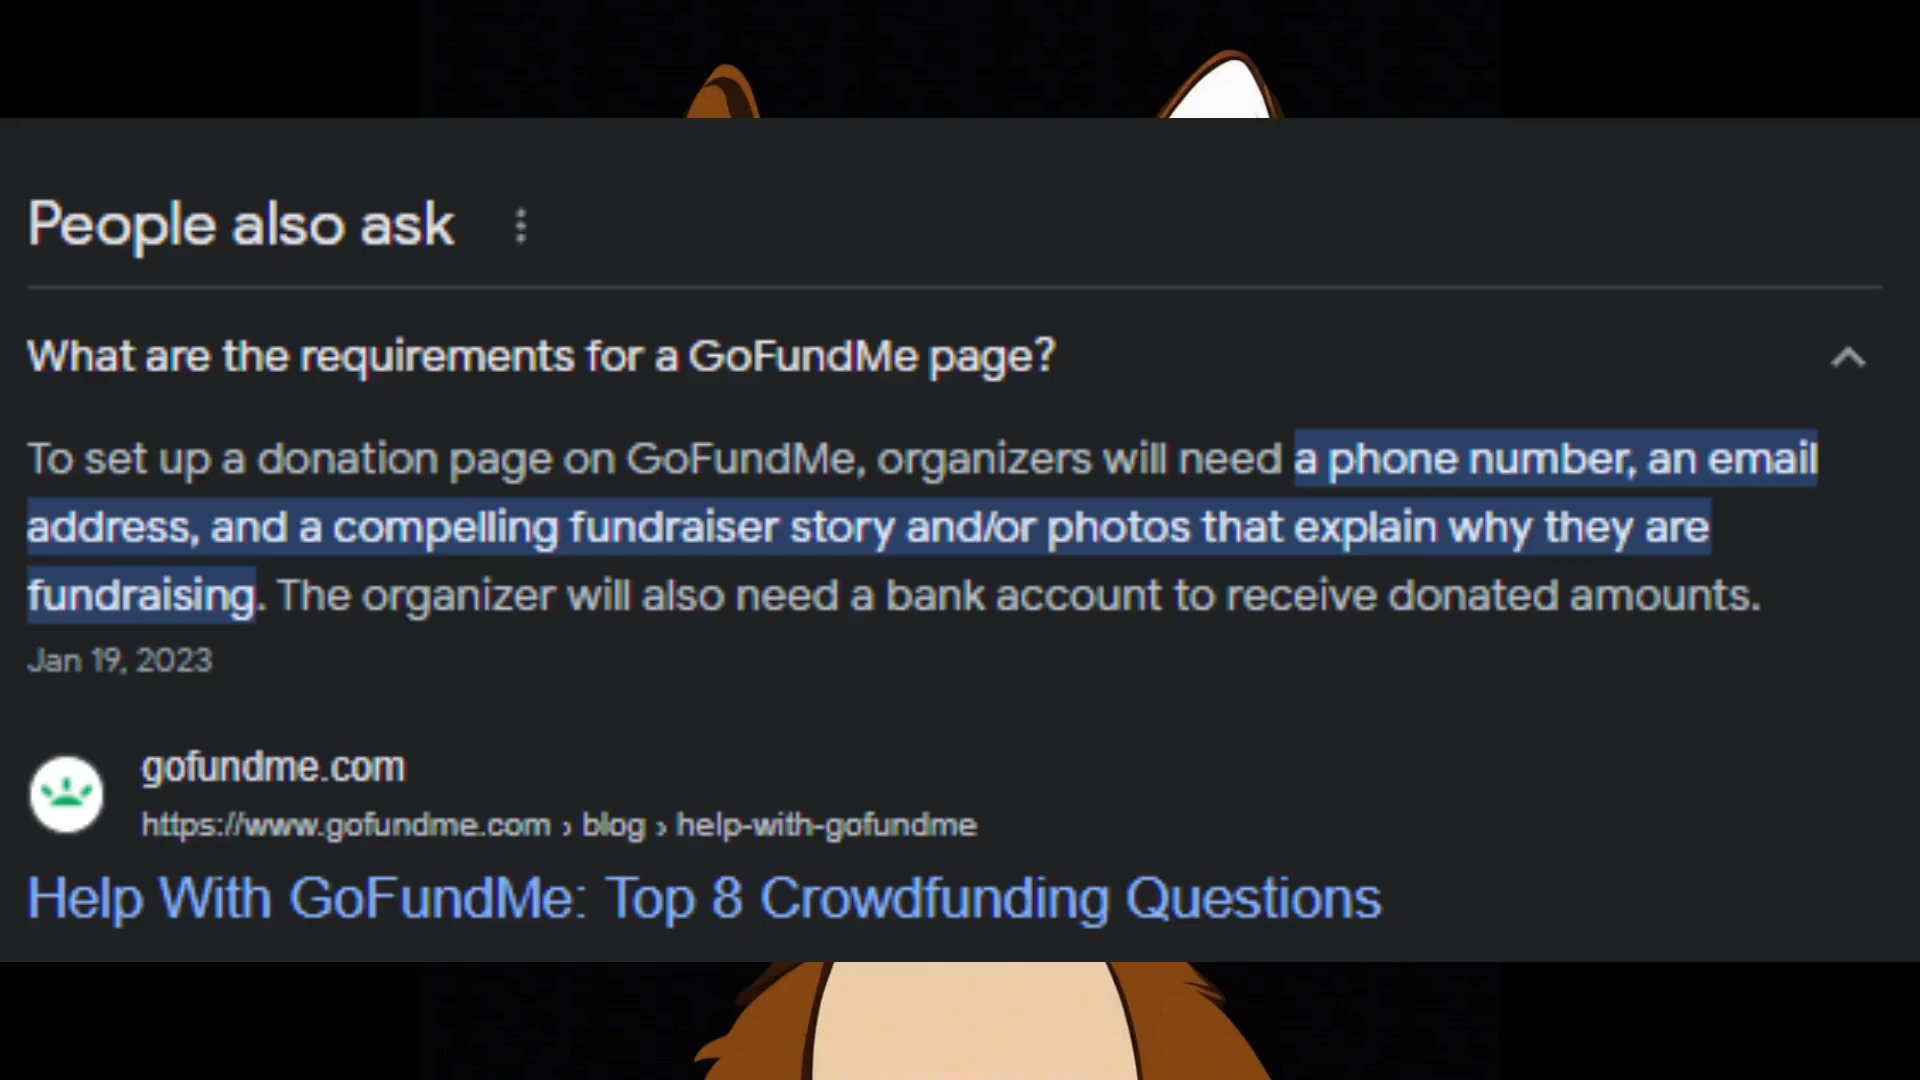 People also ask
What are the requirements for a GoFundMe page?
To set up a donation page on GoFundMe, organizers will need a phone number, an email
address, and a compelling fundraiser story and/or photos that explain why they are
fundraising. The organizer will also need a bank account to receive donated amounts.
Jan 19, 2023
gofundme.com
https://www.gofundme.com › blog › help-with-gofundme
Help With GoFundMe: Top 8 Crowdfunding Questions